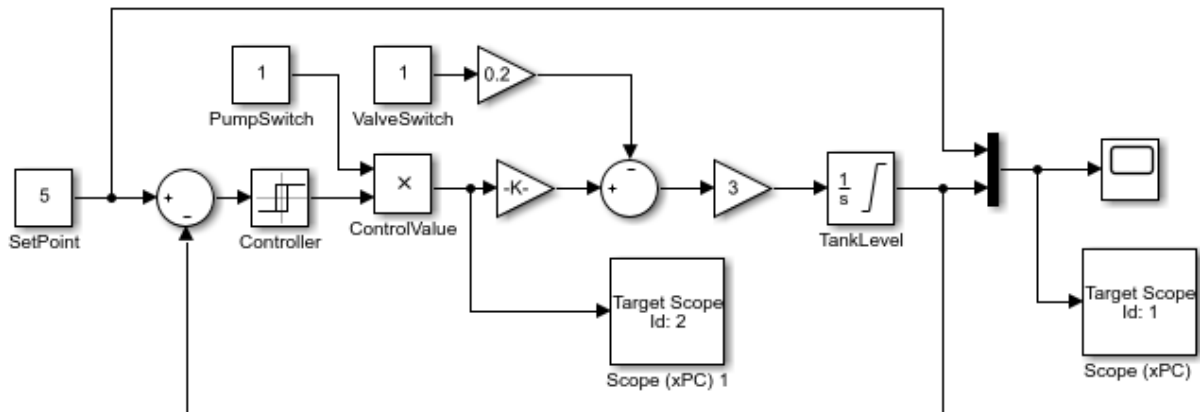 1
PumpSwitch
1
ValveSwitch
0.2
5
SetPoint
+
-
Controller
×
ControlValue
-K-
-
+
3
1
s
TankLevel
Target Scope
Id: 2
Scope (xPC) 1
Target Scope
Id: 1
Scope (xPC)